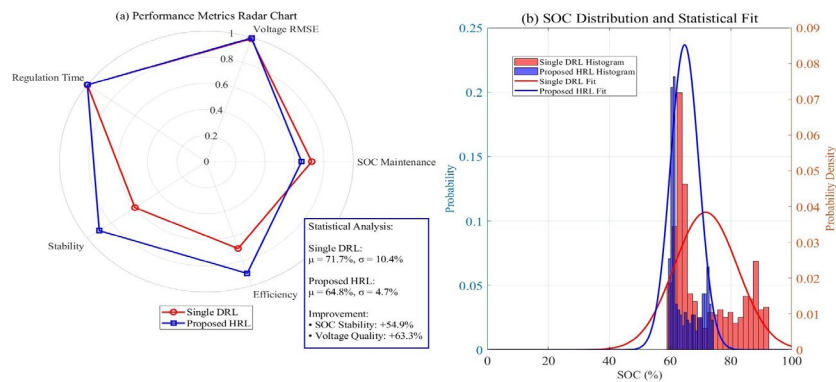 (a) Performance Metrics Radar Chart
1
Voltage RMSE
0.8
0.6
0.4
0.2
0
Regulation Time
SOC Maintenance
Stability
Efficiency
Single DRL
Proposed HRL
Statistical Analysis:
Single DRL:
μ = 71.7%, σ = 10.4%
Proposed HRL:
μ = 64.8%, σ = 4.7%
Improvement:
• SOC Stability: +54.9%
• Voltage Quality: +63.3%
(b) SOC Distribution and Statistical Fit
Single DRL Histogram
Proposed HRL Histogram
Single DRL Fit
Proposed HRL Fit
Probability
0.25
0.2
0.15
0.1
0.05
0
Probability Density
0.09
0.08
0.07
0.06
0.05
0.04
0.03
0.02
0.01
0
0 20 40 60 80 100
SOC (%)